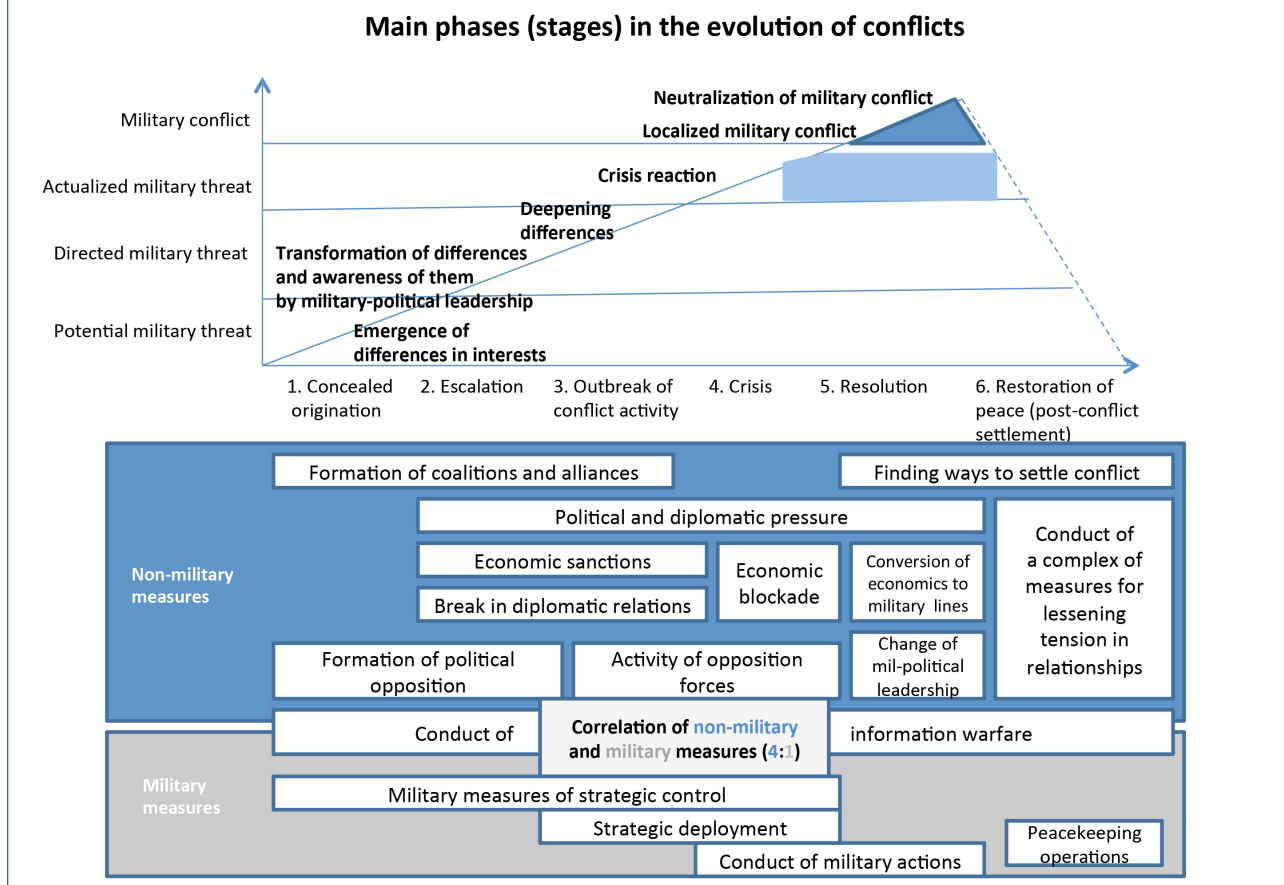 Main phases (stages) in the evolution of conflicts
Neutralization of military conflict
Military conflict
Localized military conflict
Crisis reaction
Actualized military threat
Deepening
differences
Directed military threat
Transformation of differences
and awareness of them
by military-political leadership
Potential military threat
Emergence of
differences in interests
1. Concealed
origination
2. Escalation
3. Outbreak of
conflict activity
4. Crisis
5. Resolution
6. Restoration of
peace (post-conflict
settlement)
Non-military
measures
Formation of coalitions and alliances
Finding ways to settle conflict
Political and diplomatic pressure
Economic sanctions
Break in diplomatic relations
Economic
blockade
Conversion of
economics to
military lines
Conduct of
a complex of
measures for
lessening
tension in
relationships
Formation of political
opposition
Activity of opposition
forces
Change of
mil-political
leadership
Conduct of
Correlation of non-military
and military measures (4:1)
information warfare
Military
measures
Military measures of strategic control
Strategic deployment
Conduct of military actions
Peacekeeping
operations